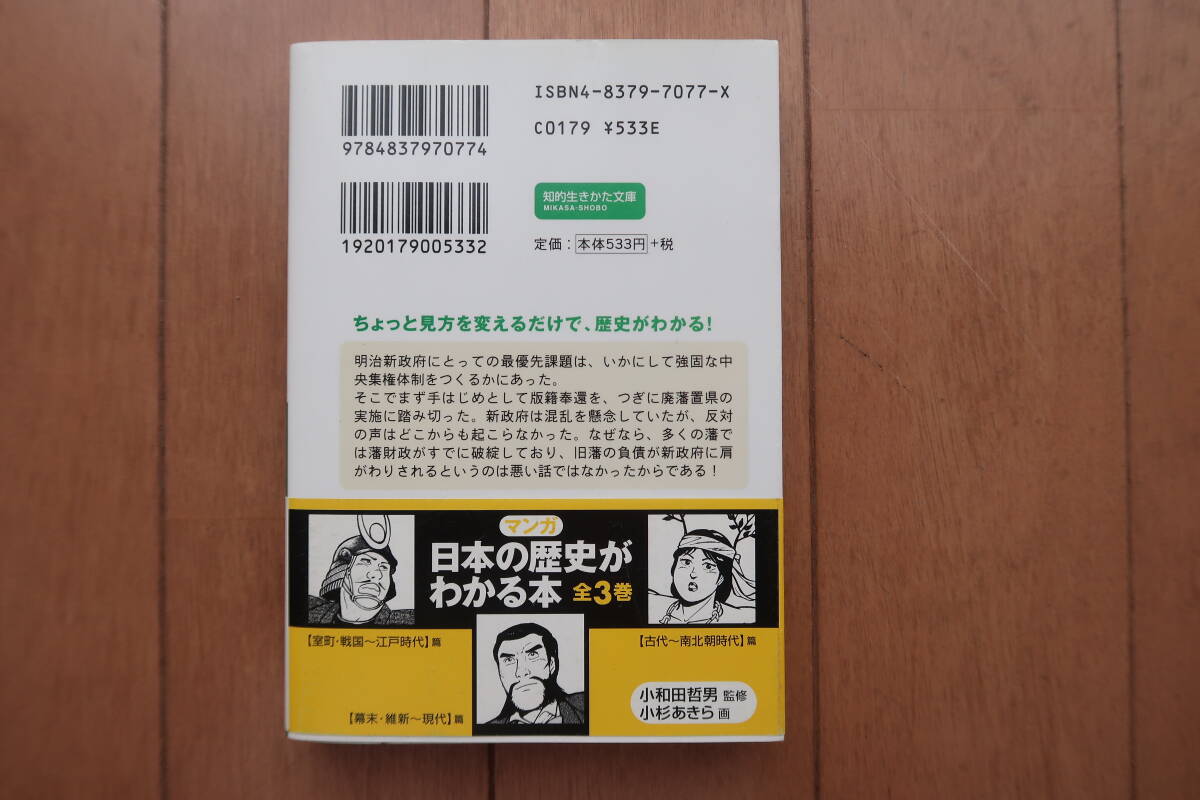 ISBN4-8379-7077-X
C0179 ¥533E
9784837970774
知的生きかた文庫
MIKASA-SHOBO
1920179005332
定価：本体533円+税
ちょっと見方を変えるだけで、歴史がわかる！
明治新政府にとっての最優先課題は、いかにして強固な中
央集権体制をつくるかにあった。
そこでまず手はじめとして版籍奉還を、つぎに廃藩置県の
実施に踏み切った。新政府は混乱を懸念していたが、反対
の声はどこからも起こらなかった。なぜなら、多くの藩で
は藩財政がすでに破綻しており、旧藩の負債が新政府に肩
がわりされるというのは悪い話ではなかったからである！
マンガ
日本の歴史が
わかる本 全3巻
【室町・戦国〜江戸時代】篇
【古代〜南北朝時代】篇
【幕末・維新〜現代】篇
小和田哲男 監修
小杉あきら 画